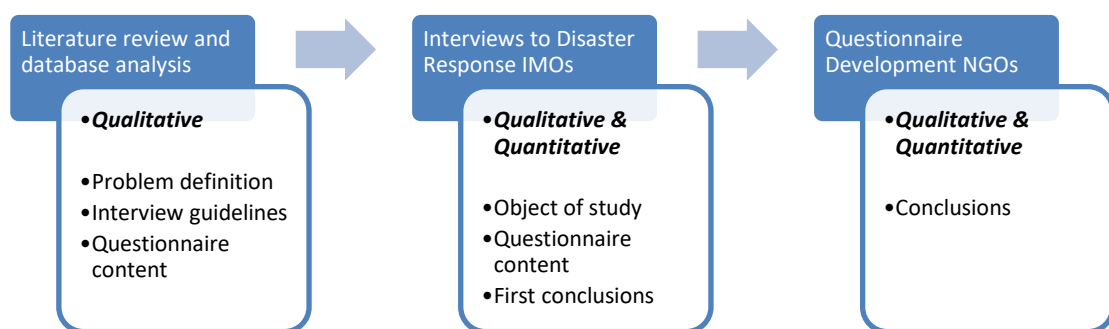 Literature review and
database analysis
•Qualitative
•Problem definition
•Interview guidelines
•Questionnaire
content
Interviews to Disaster
Response IMOs
•Qualitative &
Quantitative
•Object of study
•Questionnaire
content
•First conclusions
Questionnaire
Development NGOs
•Qualitative &
Quantitative
•Conclusions